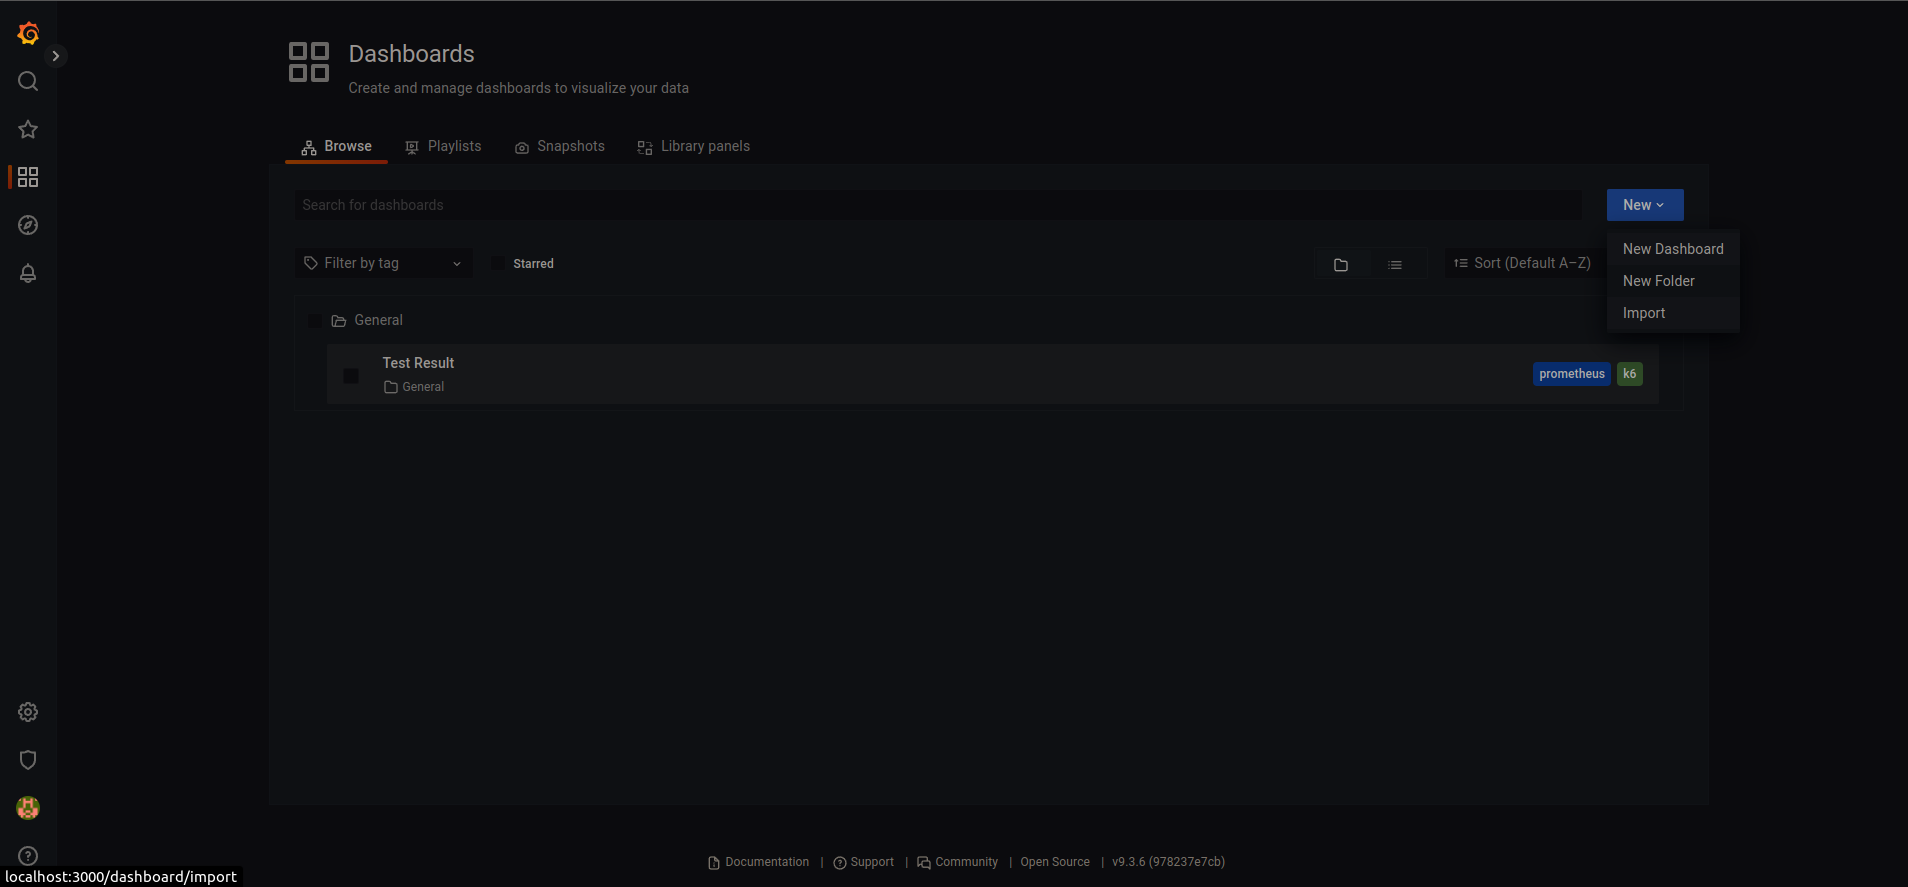 Dashboards
Create and manage dashboards to visualize your data
Browse Playlists Snapshots Library panels
Search for dashboards New
Filter by tag Starred Sort (Default A–Z)
New Dashboard
New Folder
Import
General
Test Result
General
prometheus k6
Documentation | Support | Community | Open Source | v9.3.6 (978237e7cb)
localhost:3000/dashboard/import